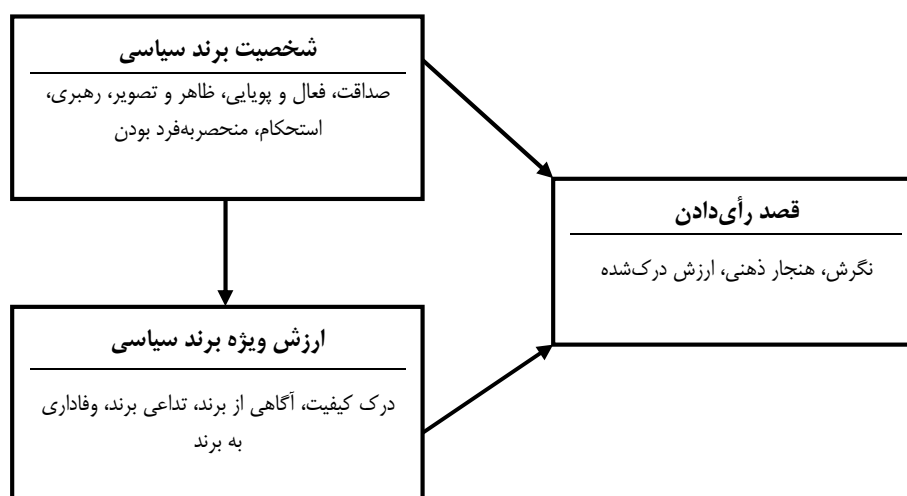 شخصیت برند سیاسی
صداقت، فعال و پویایی، ظاهر و تصویر، رهبری،
استحکام، منحصربه‌فرد بودن
قصد رأی‌دادن
نگرش، هنجار ذهنی، ارزش درک‌شده
ارزش ویژه برند سیاسی
درک کیفیت، آگاهی از برند، تداعی برند، وفاداری
به برند